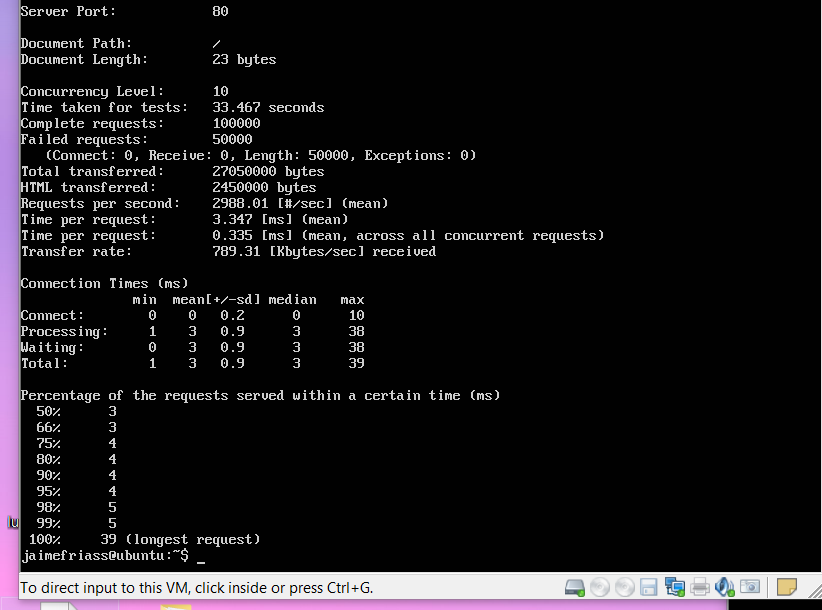 Server Port:            80
Document Path:          /
Document Length:        23 bytes
Concurrency Level:      10
Time taken for tests:   33.467 seconds
Complete requests:      100000
Failed requests:        50000
   (Connect: 0, Receive: 0, Length: 50000, Exceptions: 0)
Total transferred:      27050000 bytes
HTML transferred:       2450000 bytes
Requests per second:    2988.01 [#/sec] (mean)
Time per request:       3.347 [ms] (mean)
Time per request:       0.335 [ms] (mean, across all concurrent requests)
Transfer rate:          789.31 [Kbytes/sec] received
Connection Times (ms)
              min  mean[+/-sd] median   max
Connect:        0    0   0.2      0      10
Processing:     1    3   0.9      3      38
Waiting:        0    3   0.9      3      38
Total:          1    3   0.9      3      39
Percentage of the requests served within a certain time (ms)
  50%      3
  66%      3
  75%      4
  80%      4
  90%      4
  95%      4
  98%      5
  99%      5
 100%     39 (longest request)
jaimefriass@ubuntu:~$ _
To direct input to this VM, click inside or press Ctrl+G.